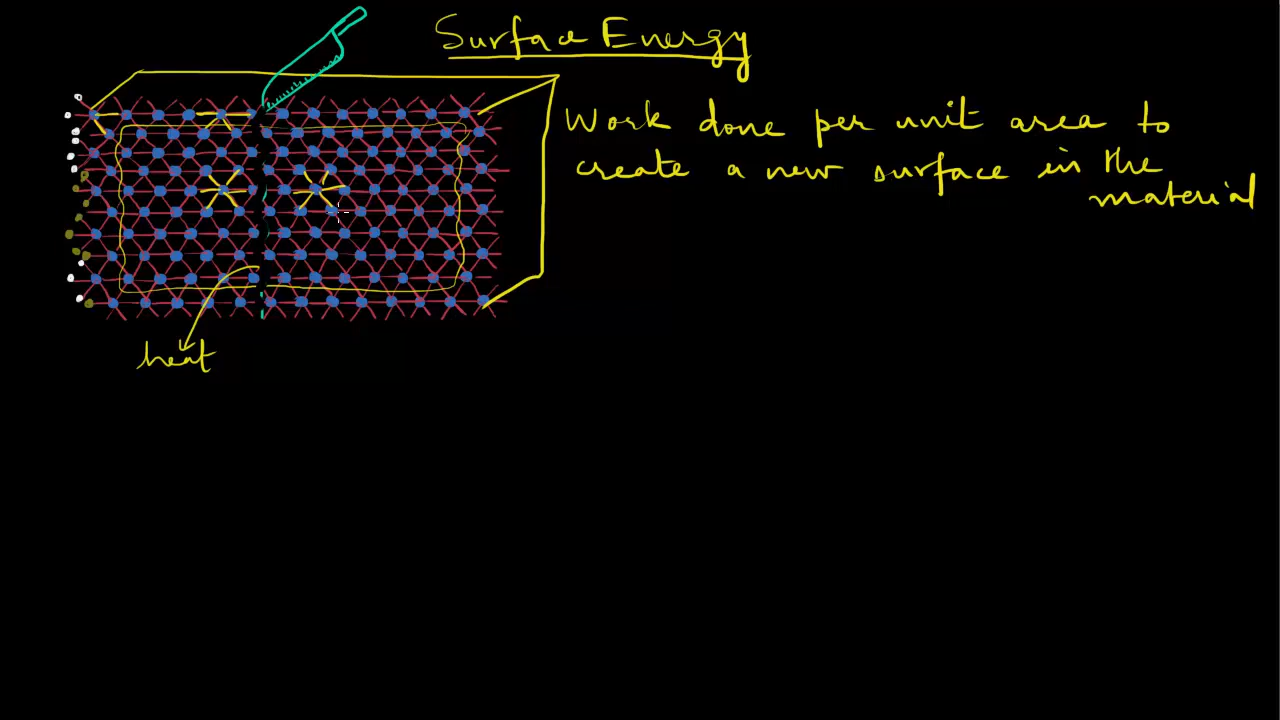 Surface Energy
Work done per unit area to
create a new surface in the
material
heat